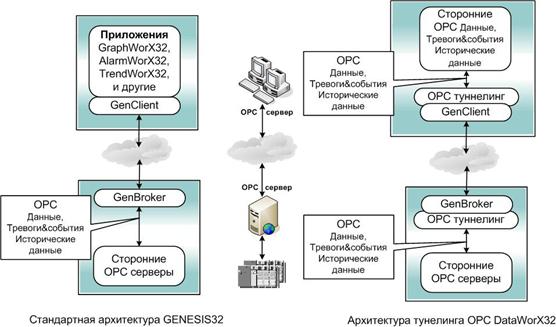 Приложения
GraphWorX32,
AlarmWorX32,
TrendWorX32,
и другие
GenClient
OPC
Данные,
Тревоги&события
Исторические
данные
GenBroker
Сторонние
OPC серверы
Стандартная архитектура GENESIS32
OPC сервер
OPC сервер
Сторонние
OPC Данные,
Тревоги&события
Исторические
данные
OPC
Данные,
Тревоги&события
Исторические
данные
OPC туннелинг
GenClient
GenBroker
OPC туннелинг
OPC
Данные,
Тревоги&события
Исторические
данные
Сторонние
OPC серверы
Архитектура тунелинга OPC DataWorX32